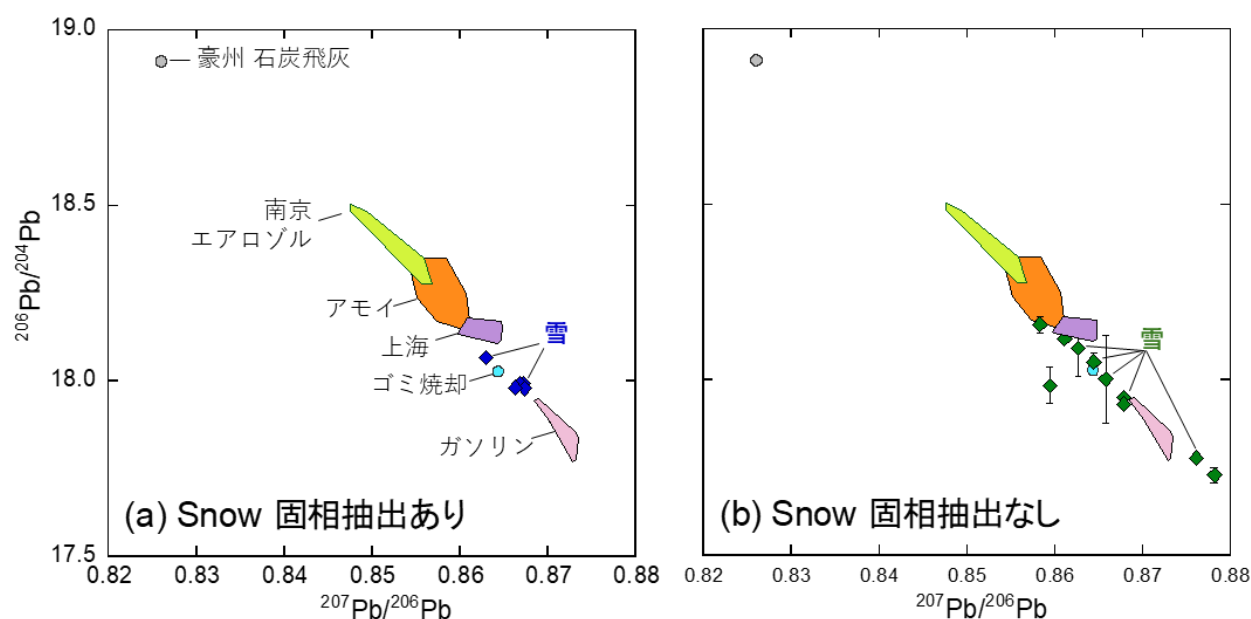 19.0
18.5
18.0
17.5
²⁰⁶Pb/²⁰⁴Pb
豪州 石炭飛灰
南京
エアロゾル
アモイ
上海
雪
ゴミ焼却
ガソリン
(a) Snow 固相抽出あり
0.82 0.83 0.84 0.85 0.86 0.87 0.88
²⁰⁷Pb/²⁰⁶Pb
雪
(b) Snow 固相抽出なし
0.82 0.83 0.84 0.85 0.86 0.87 0.88
²⁰⁷Pb/²⁰⁶Pb